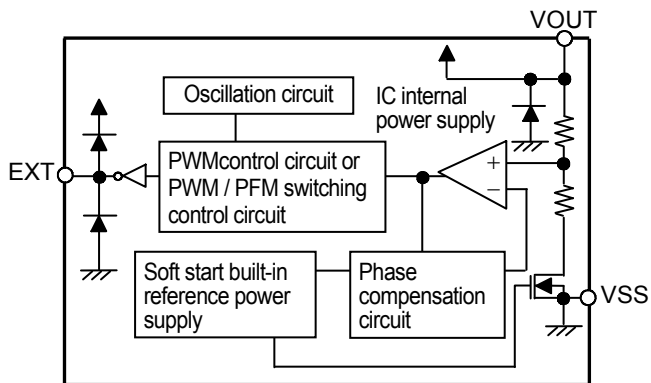 VOUT
Oscillation circuit
IC internal
power supply
EXT
PWMcontrol circuit or
PWM / PFM switching
control circuit
+
−
Soft start built-in
reference power
supply
Phase
compensation
circuit
VSS